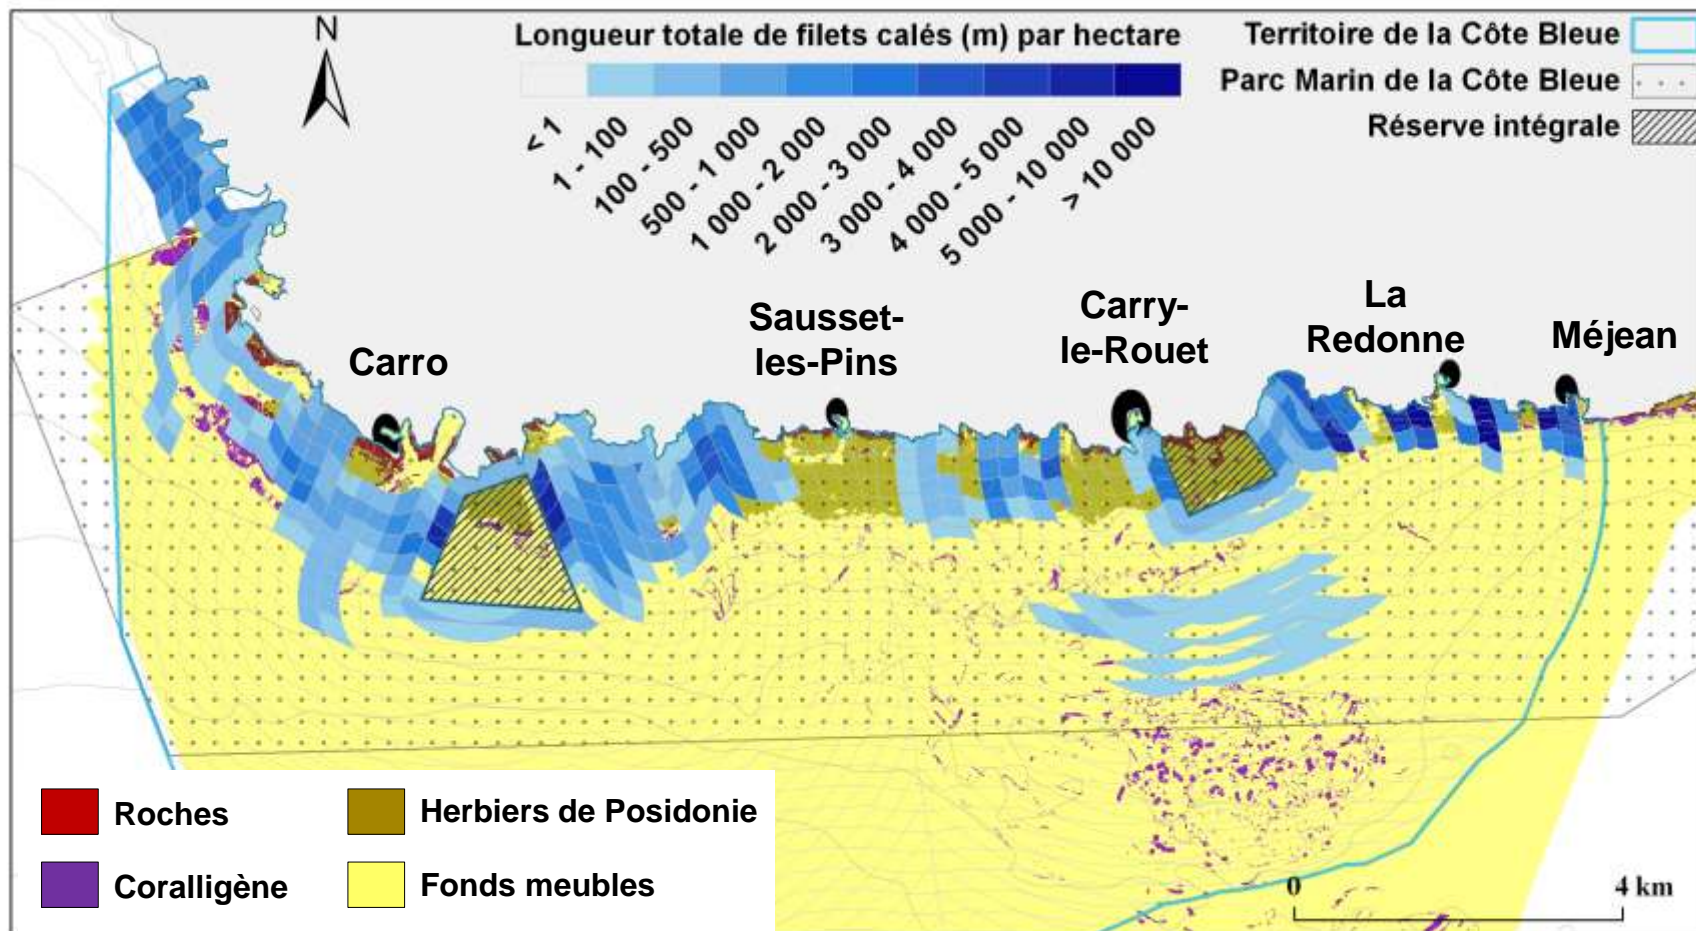 N
Longueur totale de filets calés (m) par hectare
< 1
1 - 100
100 - 500
500 - 1 000
1 000 - 2 000
2 000 - 3 000
3 000 - 4 000
4 000 - 5 000
5 000 - 10 000
> 10 000
Territoire de la Côte Bleue
Parc Marin de la Côte Bleue
Réserve intégrale
Carro
Sausset-
les-Pins
Carry-
le-Rouet
La
Redonne
Méjean
Roches
Herbiers de Posidonie
Coralligène
Fonds meubles
0 4 km